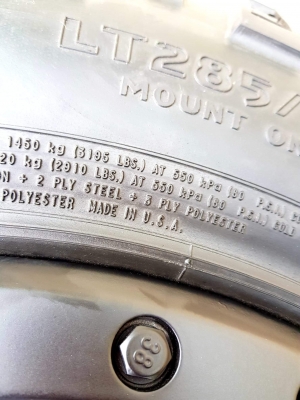 LT285/
MOUNT ON
1450 kg (3195 LBS.) AT 550 kPa (80 P.S.I.)
20 kg (2910 LBS.) AT 550 kPa (80 P.S.I.)
ON + 2 PLY STEEL + 3 PLY POLYESTER
POLYESTER MADE IN U.S.A.
38